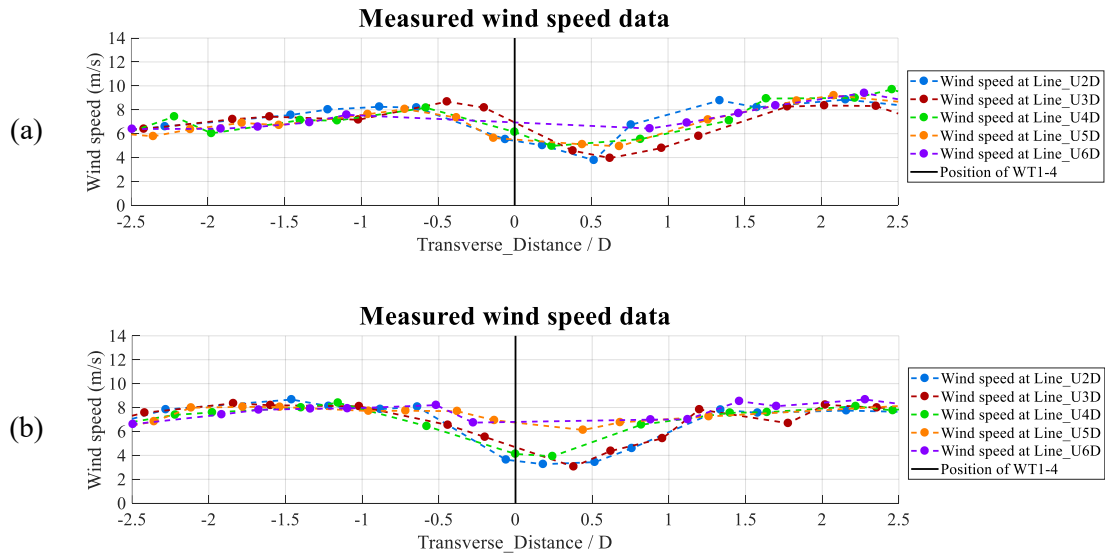 Measured wind speed data
(a)
Wind speed (m/s)
14
12
10
8
6
4
2
0
-2.5
-2
-1.5
-1
-0.5
0
0.5
1
1.5
2
2.5
Transverse_Distance / D
Wind speed at Line_U2D
Wind speed at Line_U3D
Wind speed at Line_U4D
Wind speed at Line_U5D
Wind speed at Line_U6D
Position of WT1-4
Measured wind speed data
(b)
Wind speed (m/s)
14
12
10
8
6
4
2
0
-2.5
-2
-1.5
-1
-0.5
0
0.5
1
1.5
2
2.5
Transverse_Distance / D
Wind speed at Line_U2D
Wind speed at Line_U3D
Wind speed at Line_U4D
Wind speed at Line_U5D
Wind speed at Line_U6D
Position of WT1-4